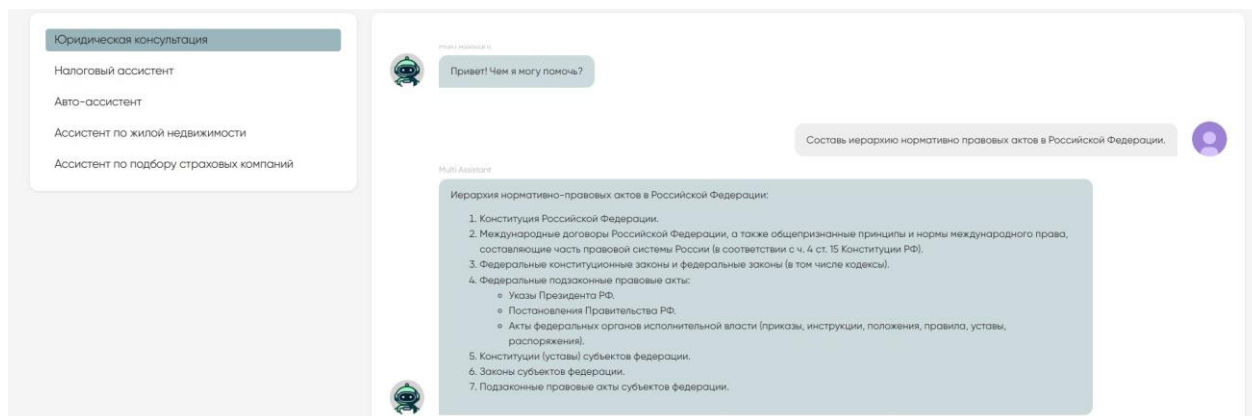 Юридическая консультация
Налоговый ассистент
Авто-ассистент
Ассистент по жилой недвижимости
Ассистент по подбору страховых компаний
Multi Assistant
Привет! Чем я могу помочь?
Составь иерархию нормативно правовых актов в Российской Федерации.
Multi Assistant
Иерархия нормативно-правовых актов в Российской Федерации:
1. Конституция Российской Федерации.
2. Международные договоры Российской Федерации, а также общепризнанные принципы и нормы международного права,
составляющие часть правовой системы России (в соответствии с ч. 4 ст. 15 Конституции РФ).
3. Федеральные конституционные законы и федеральные законы (в том числе кодексы).
4. Федеральные подзаконные правовые акты:
Указы Президента РФ.
Постановления Правительства РФ.
Акты федеральных органов исполнительной власти (приказы, инструкции, положения, правила, уставы,
распоряжения).
5. Конституции (уставы) субъектов федерации.
6. Законы субъектов федерации.
7. Подзаконные правовые акты субъектов федерации.